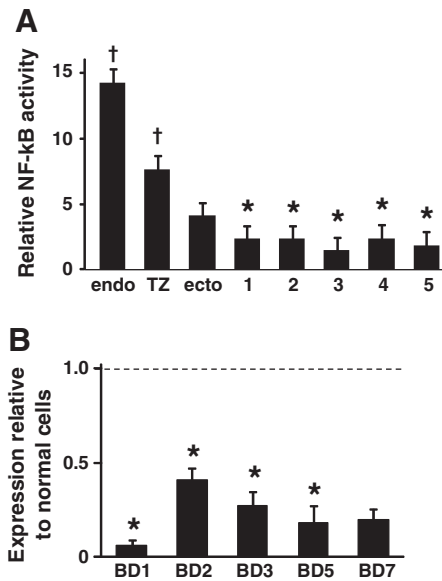 A
Relative NF-kB activity
15
10
5
0
† † * * * * *
endo TZ ecto 1 2 3 4 5
B
Expression relative
to normal cells
1.0
0.5
0
* * * *
BD1 BD2 BD3 BD5 BD7